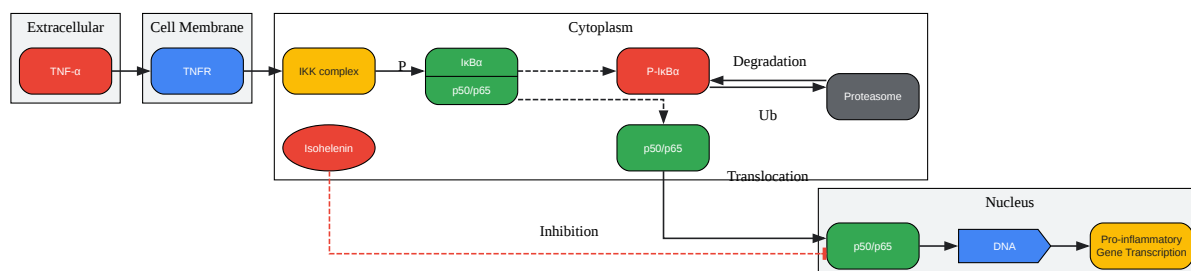 Extracellular
Cell Membrane
Cytoplasm
TNF-α
TNFR
IKK complex
P
IκBα
p50/p65
P-IκBα
Degradation
Ub
Proteasome
Isohelenin
p50/p65
Translocation
Inhibition
Nucleus
p50/p65
DNA
Pro-inflammatory
Gene Transcription